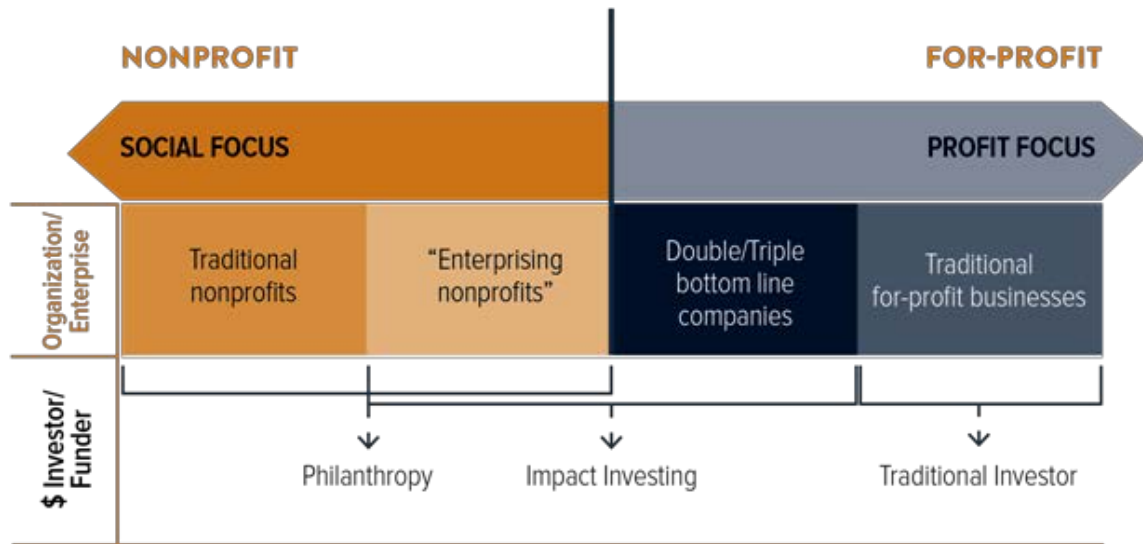 NONPROFIT
FOR-PROFIT
SOCIAL FOCUS
PROFIT FOCUS
Organization/
Enterprise
Traditional
nonprofits
“Enterprising
nonprofits”
Double/Triple
bottom line
companies
Traditional
for-profit businesses
$ Investor/
Funder
Philanthropy
Impact Investing
Traditional Investor